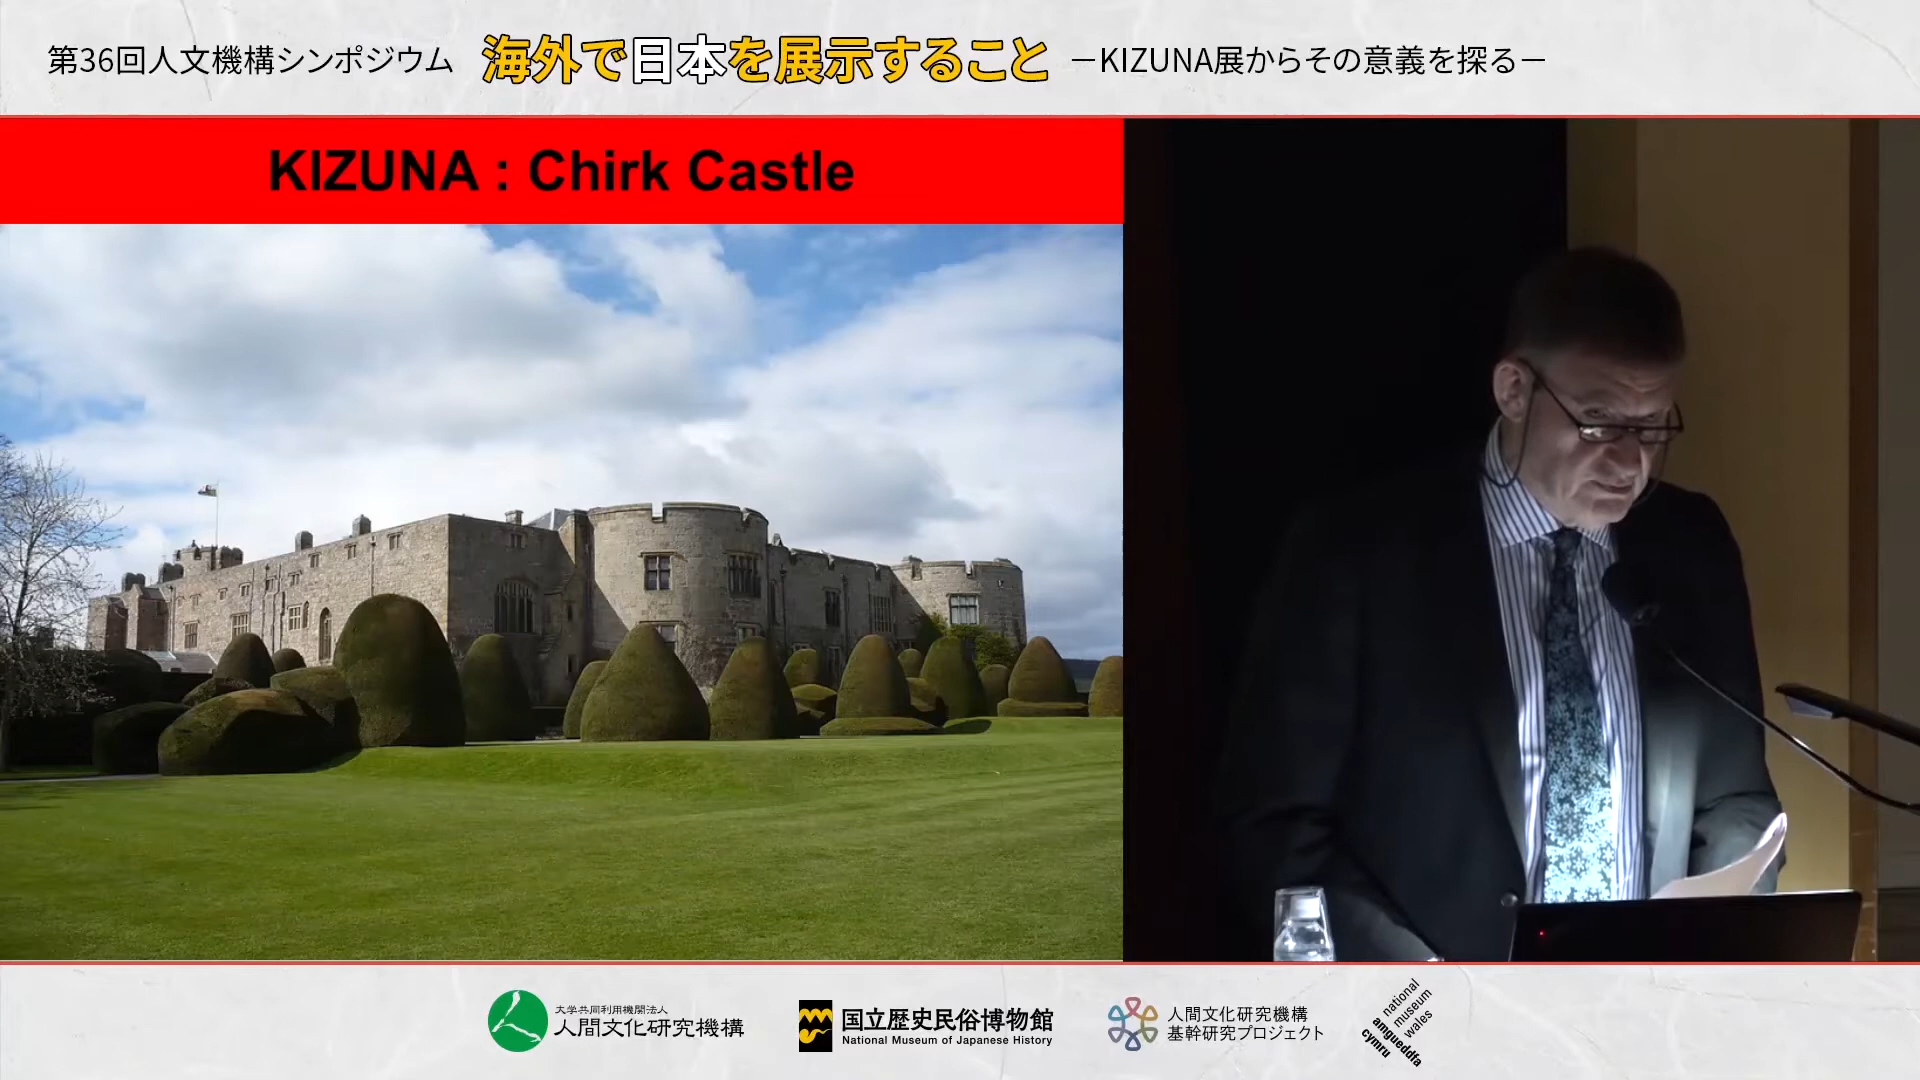 第36回人文機構シンポジウム 海外で日本を展示すること －KIZUNA展からその意義を探る－
KIZUNA : Chirk Castle
大学共同利用機関法人
人間文化研究機構
国立歴史民俗博物館
National Museum of Japanese History
人間文化研究機構
基幹研究プロジェクト
national
museum
wales
amgueddfa
cymru